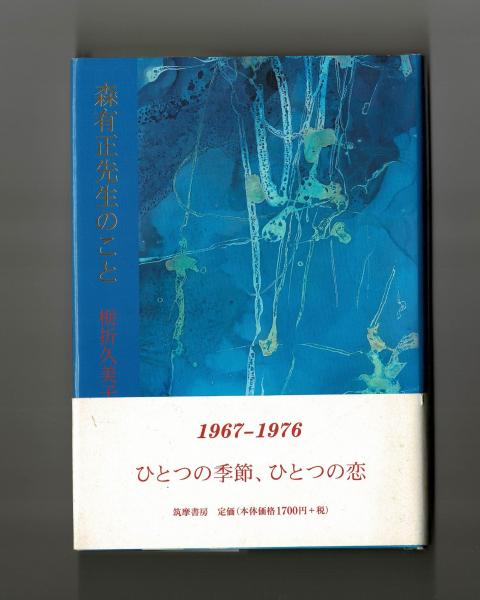 森有正先生のこと
栃折久美子
1967–1976
ひとつの季節、ひとつの恋
筑摩書房 定価(本体価格1700円+税)